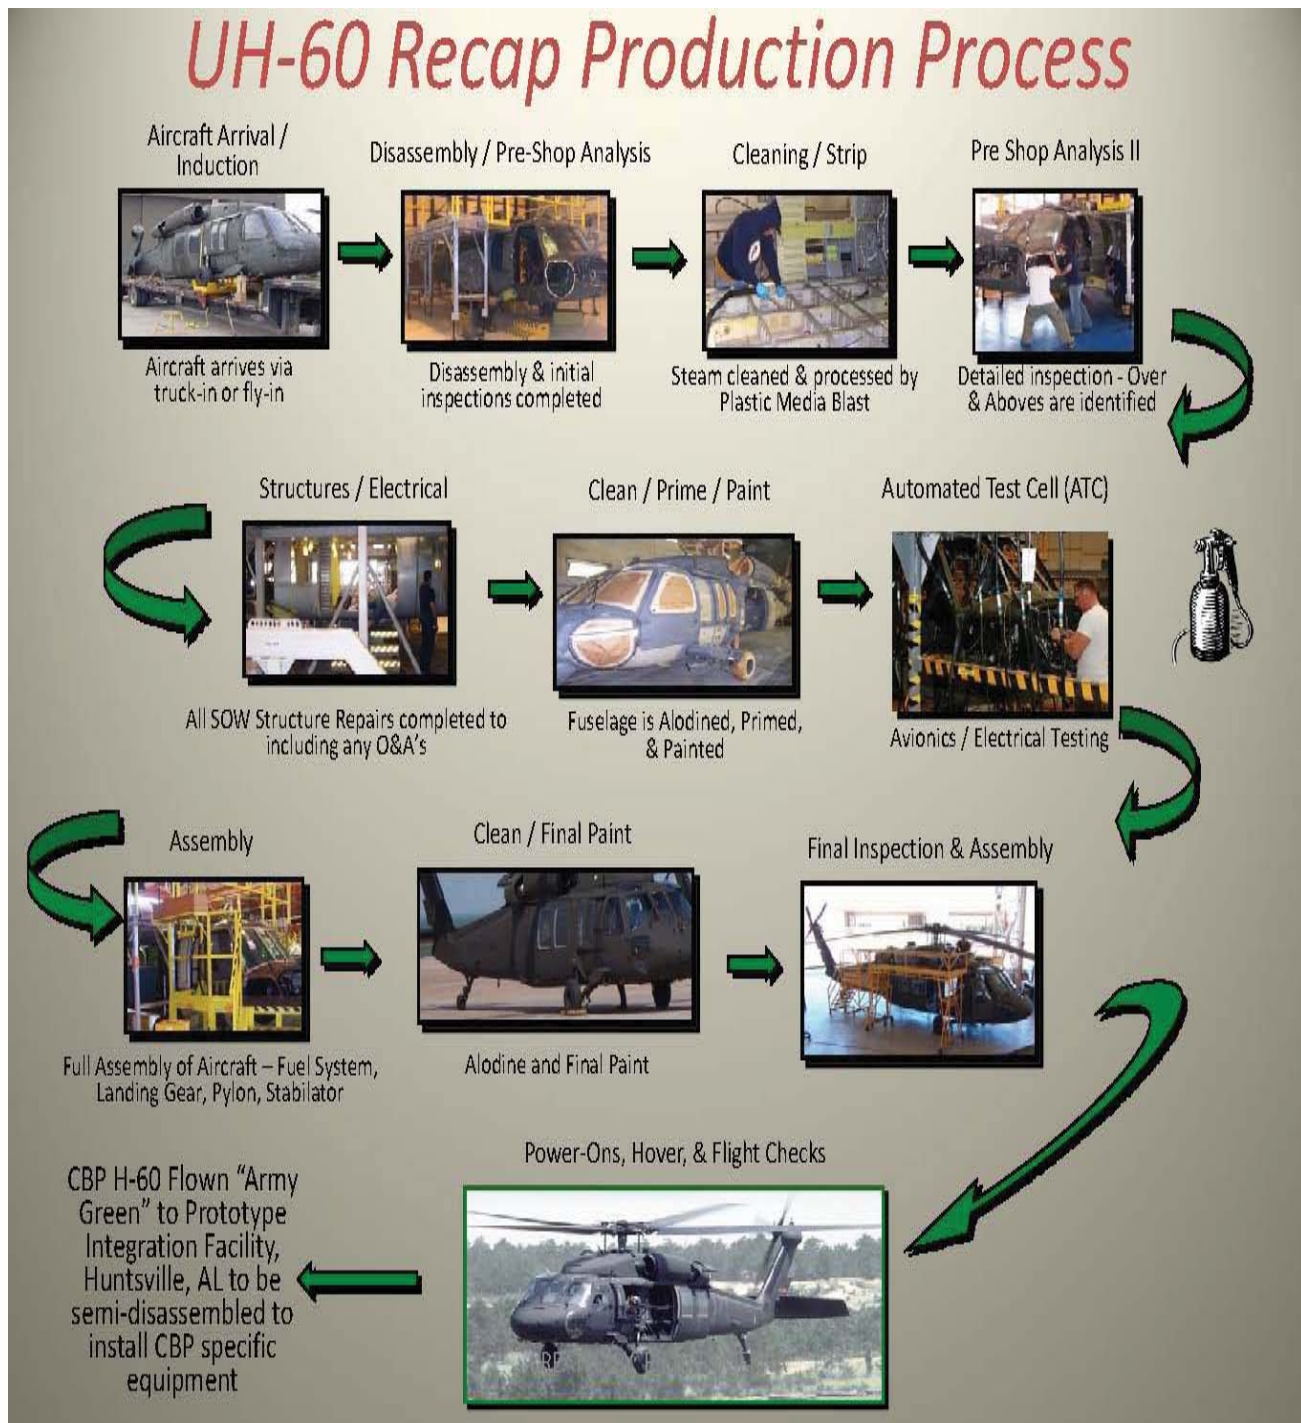 UH-60 Recap Production Process
Aircraft Arrival /
Induction
Disassembly / Pre-Shop Analysis
Cleaning / Strip
Pre Shop Analysis II
Aircraft arrives via
truck-in or fly-in
Disassembly & initial
inspections completed
Steam cleaned & processed by
Plastic Media Blast
Detailed inspection - Over
& Aboves are identified
Structures / Electrical
Clean / Prime / Paint
Automated Test Cell (ATC)
All SOW Structure Repairs completed to
including any O&A's
Fuselage is Alodined, Primed,
& Painted
Avionics / Electrical Testing
Assembly
Clean / Final Paint
Final Inspection & Assembly
Full Assembly of Aircraft – Fuel System,
Landing Gear, Pylon, Stabilator
Alodine and Final Paint
Power-Ons, Hover, & Flight Checks
CBP H-60 Flown “Army
Green” to Prototype
Integration Facility,
Huntsville, AL to be
semi-disassembled to
install CBP specific
equipment